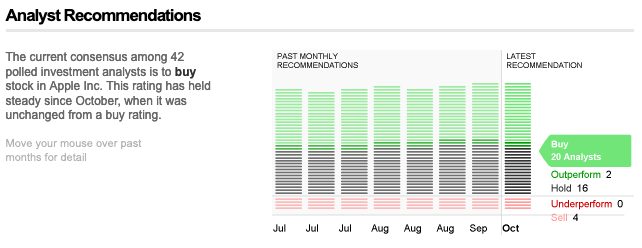 Analyst Recommendations
The current consensus among 42
polled investment analysts is to buy
stock in Apple Inc. This rating has held
steady since October, when it was
unchanged from a buy rating.
Move your mouse over past
months for detail
PAST MONTHLY
RECOMMENDATIONS
LATEST
RECOMMENDATION
Buy
20 Analysts
Outperform 2
Hold 16
Underperform 0
Sell 4
Jul Jul Jul Aug Aug Aug Sep Oct